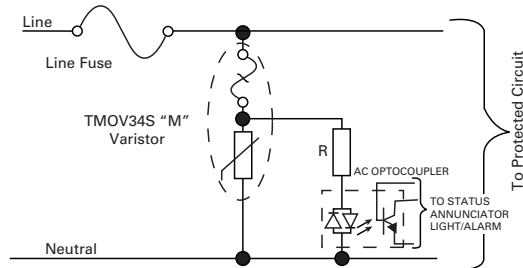 Line
Line Fuse
TMOV34S “M”
Varistor
R
AC OPTOCOUPLER
TO STATUS
ANNUNCIATOR
LIGHT/ALARM
To Protected Circuit
Neutral